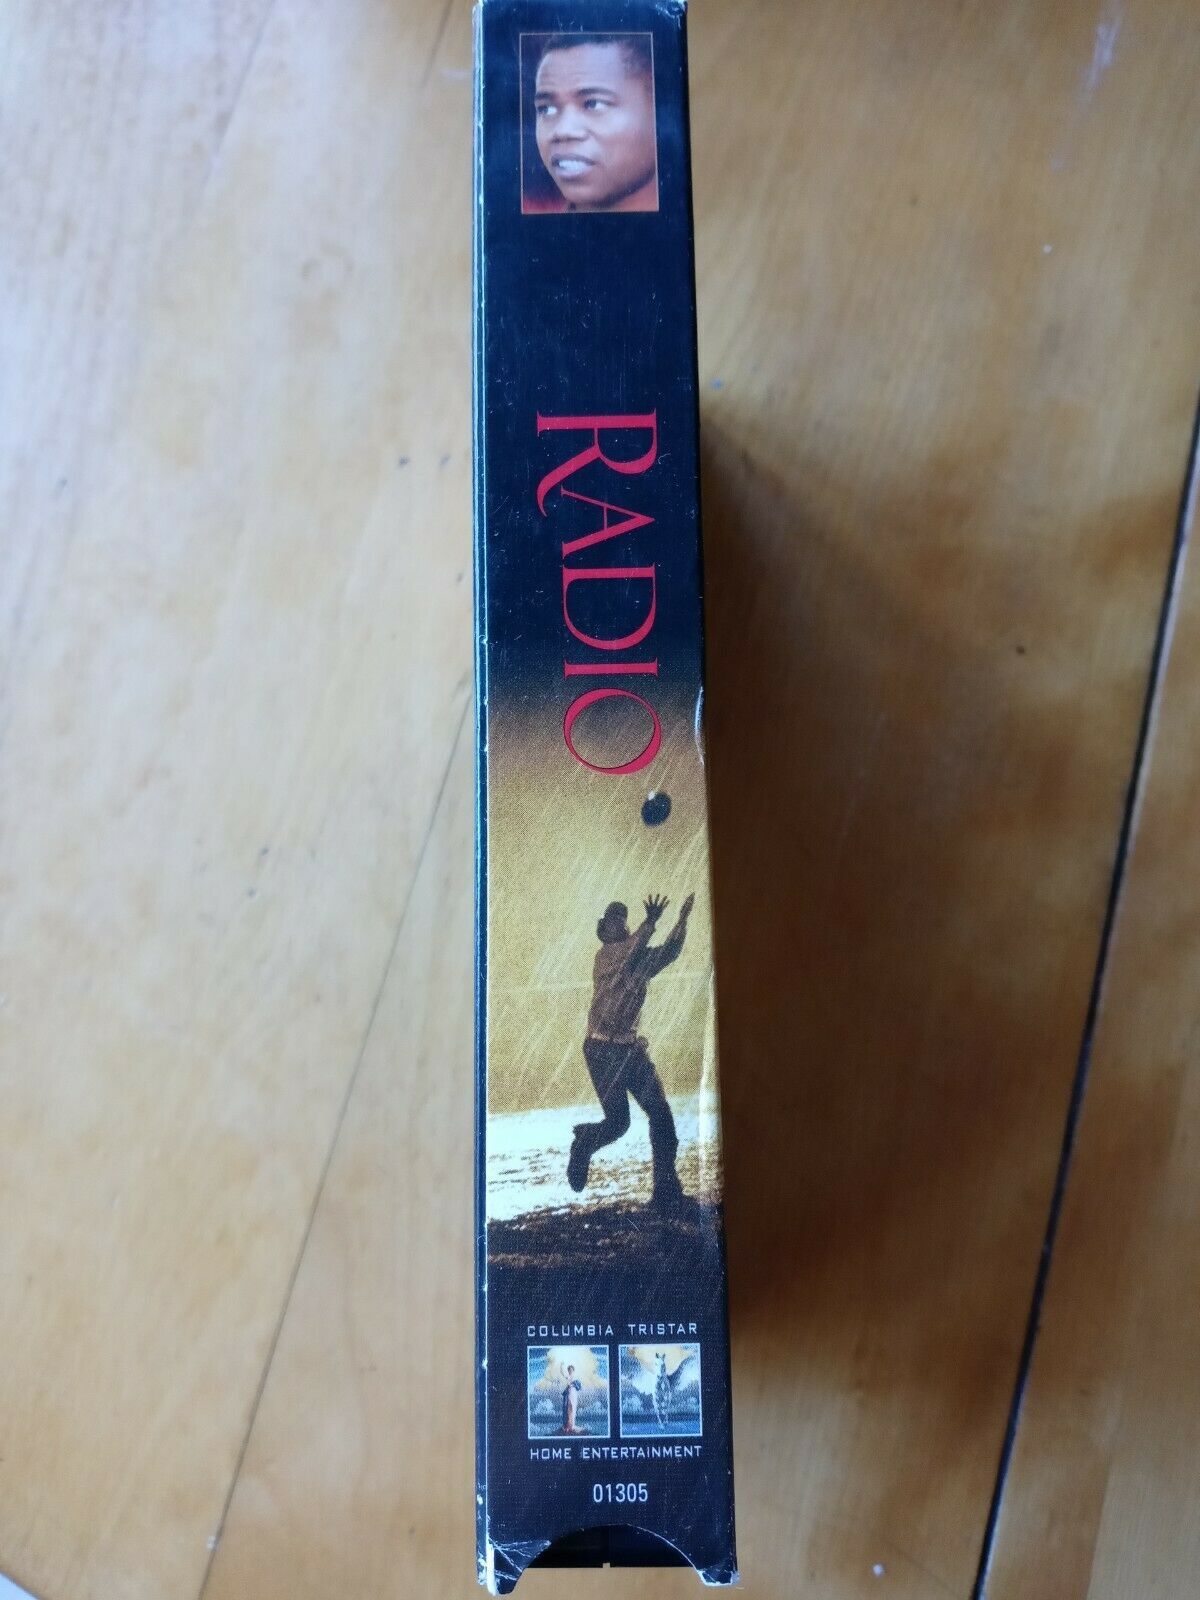 RADIO
COLUMBIA TRISTAR
HOME ENTERTAINMENT
01305